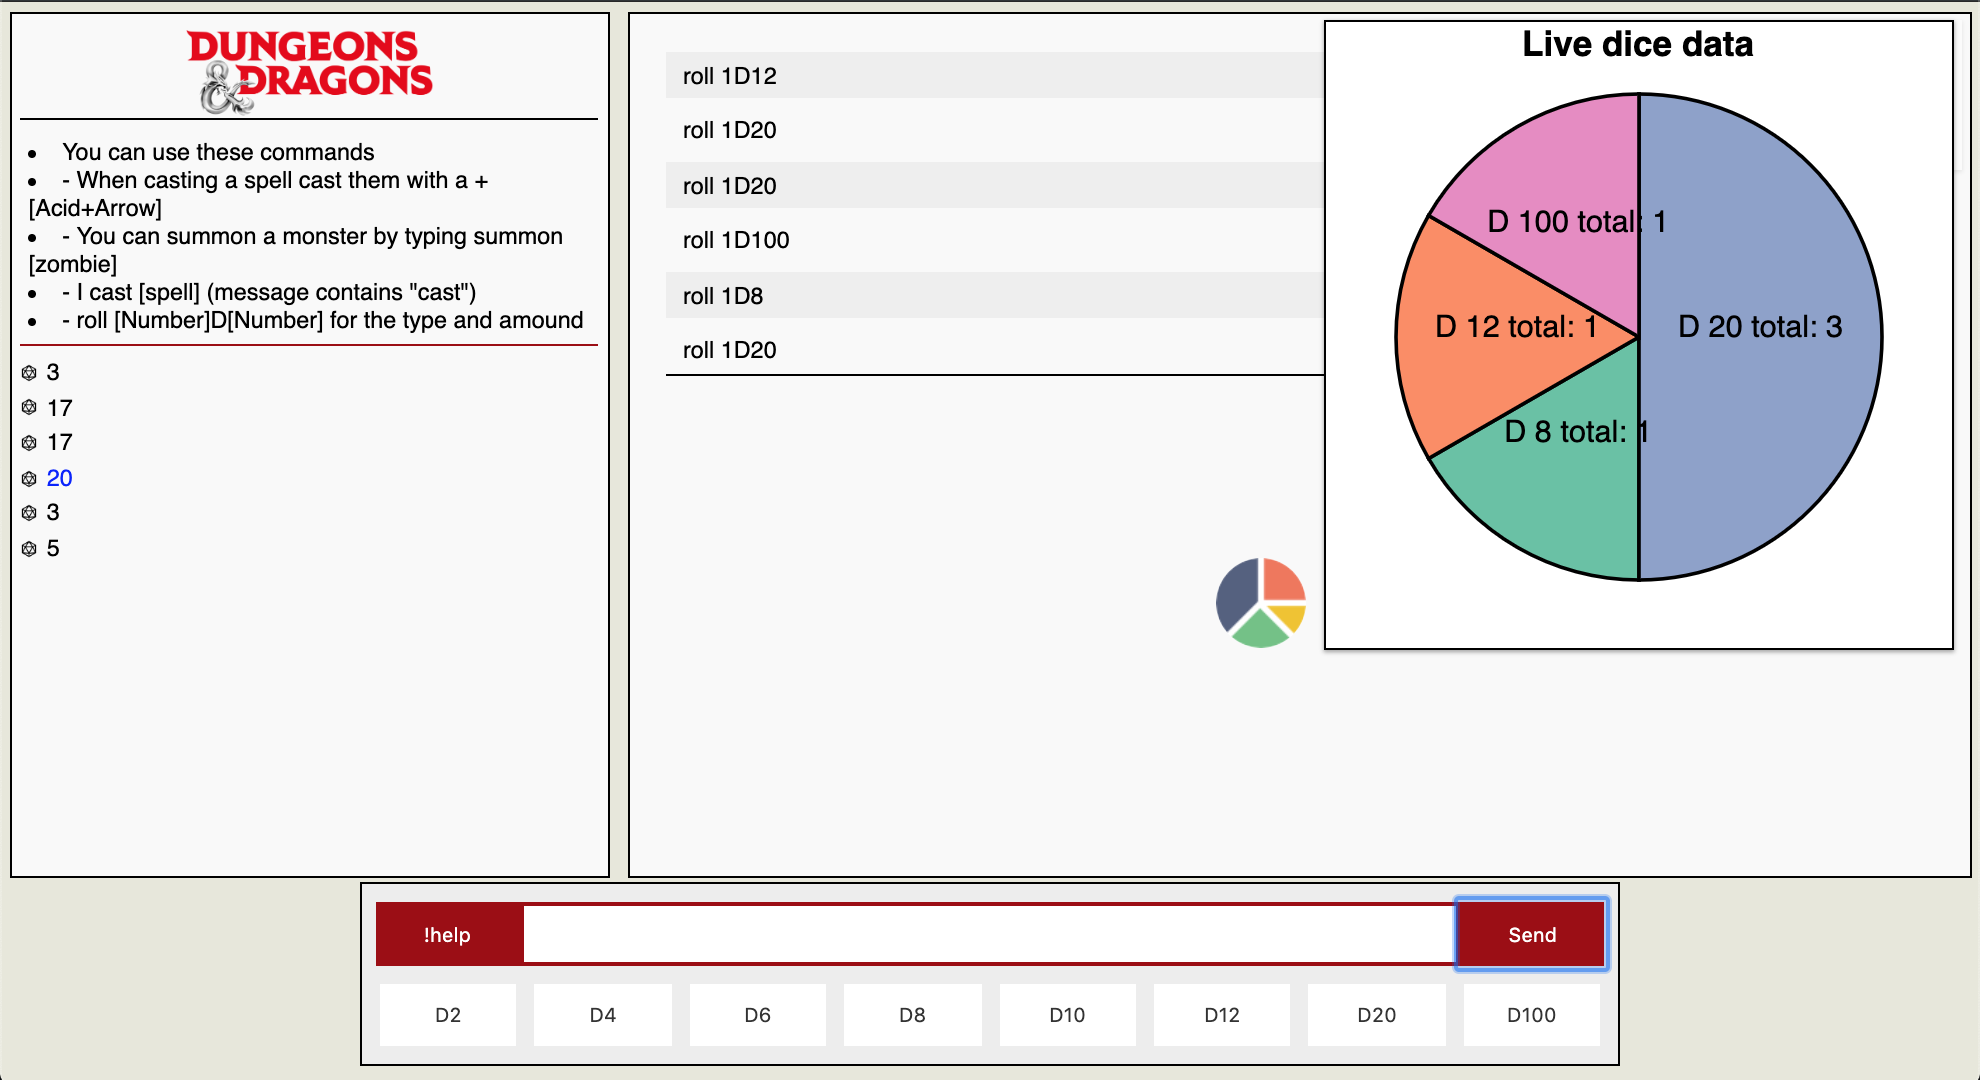 DUNGEONS
& DRAGONS
You can use these commands
- When casting a spell cast them with a +
[Acid+Arrow]
- You can summon a monster by typing summon
[zombie]
- I cast [spell] (message contains "cast")
- roll [Number]D[Number] for the type and amound
3
17
17
20
3
5
roll 1D12
roll 1D20
roll 1D20
roll 1D100
roll 1D8
roll 1D20
Live dice data
D 100 total: 1
D 12 total: 1
D 20 total: 3
D 8 total: 1
!help
Send
D2
D4
D6
D8
D10
D12
D20
D100